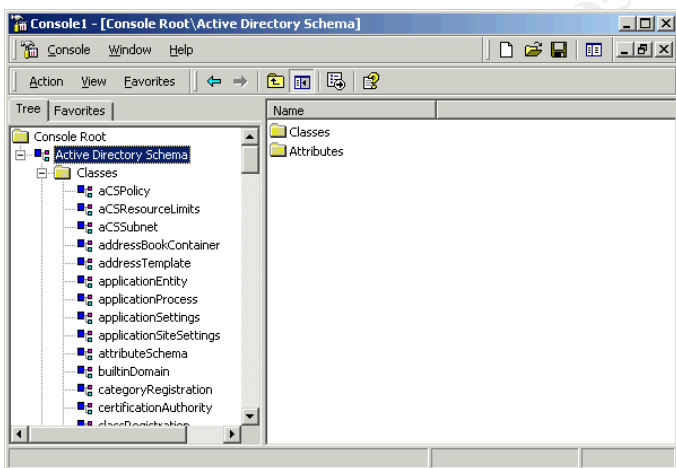 Console1 - [Console Root\Active Directory Schema]
Console Window Help
Action View Favorites
Tree Favorites
Name
Console Root
Active Directory Schema
Classes
aCSPolicy
aCSResourceLimits
aCSSubnet
addressBookContainer
addressTemplate
applicationEntity
applicationProcess
applicationSettings
applicationSiteSettings
attributeSchema
builtinDomain
categoryRegistration
certificationAuthority
classRegistration
Classes
Attributes